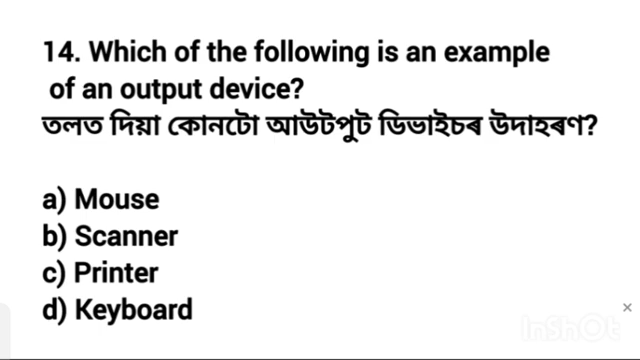 14. Which of the following is an example
of an output device?
তলত দিয়া কোনটো আউটপুট ডিভাইচৰ উদাহৰণ?
a) Mouse
b) Scanner
c) Printer
d) Keyboard
InShOt